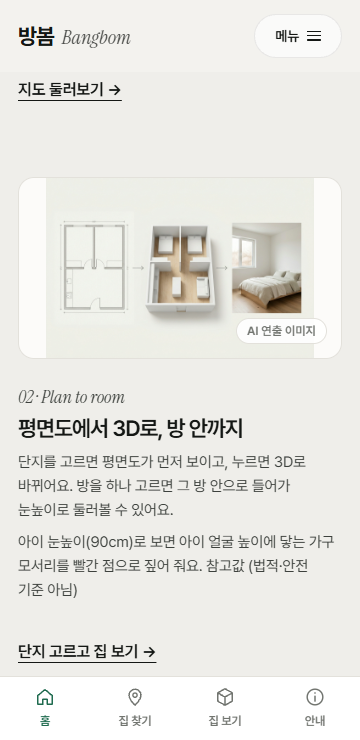 방봄 Bangbom
메뉴
지도 둘러보기 →
AI 연출 이미지
02 · Plan to room
평면도에서 3D로, 방 안까지
단지를 고르면 평면도가 먼저 보이고, 누르면 3D로
바뀌어요. 방을 하나 고르면 그 방 안으로 들어가
눈높이로 둘러볼 수 있어요.
아이 눈높이(90cm)로 보면 아이 얼굴 높이에 닿는 가구
모서리를 빨간 점으로 짚어 줘요. 참고값 (법적·안전
기준 아님)
단지 고르고 집 보기 →
홈
집 찾기
집 보기
안내